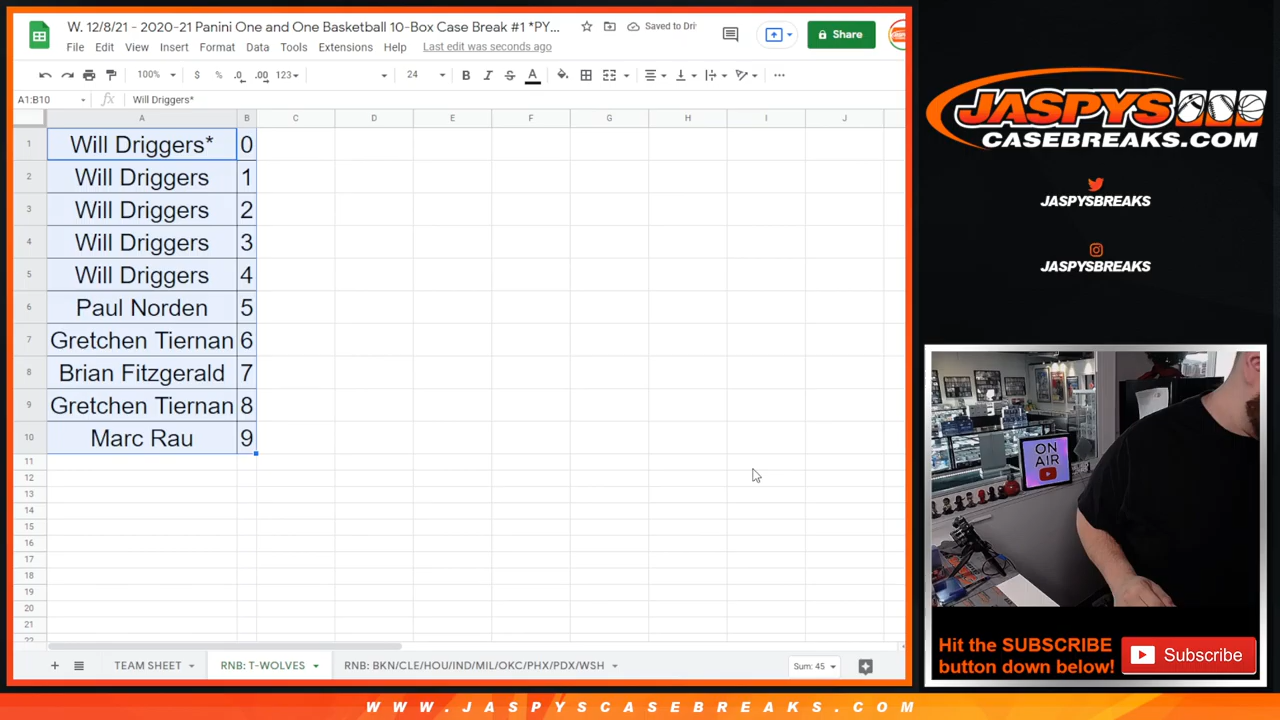 W. 12/8/21 - 2020-21 Panini One and One Basketball 10-Box Case Break #1 *PY...
Saved to Dri
File Edit View Insert Format Data Tools Extensions Help Last edit was seconds ago
Share
100% $ % .0 .00 123 24 B I S A
A1:B10 fx Will Driggers*
A B C D E F G H I J
1 Will Driggers* 0
2 Will Driggers 1
3 Will Driggers 2
4 Will Driggers 3
5 Will Driggers 4
6 Paul Norden 5
7 Gretchen Tiernan 6
8 Brian Fitzgerald 7
9 Gretchen Tiernan 8
10 Marc Rau 9
11
12
13
14
15
16
17
18
19
20
21
22
TEAM SHEET RNB: T-WOLVES RNB: BKN/CLE/HOU/IND/MIL/OKC/PHX/PDX/WSH Sum: 45
JASPYS
CASEBREAKS.COM
JASPYSBREAKS
JASPYSBREAKS
ON
AIR
Hit the SUBSCRIBE
button down below!
Subscribe
WWW.JASPYSCASEBREAKS.COM